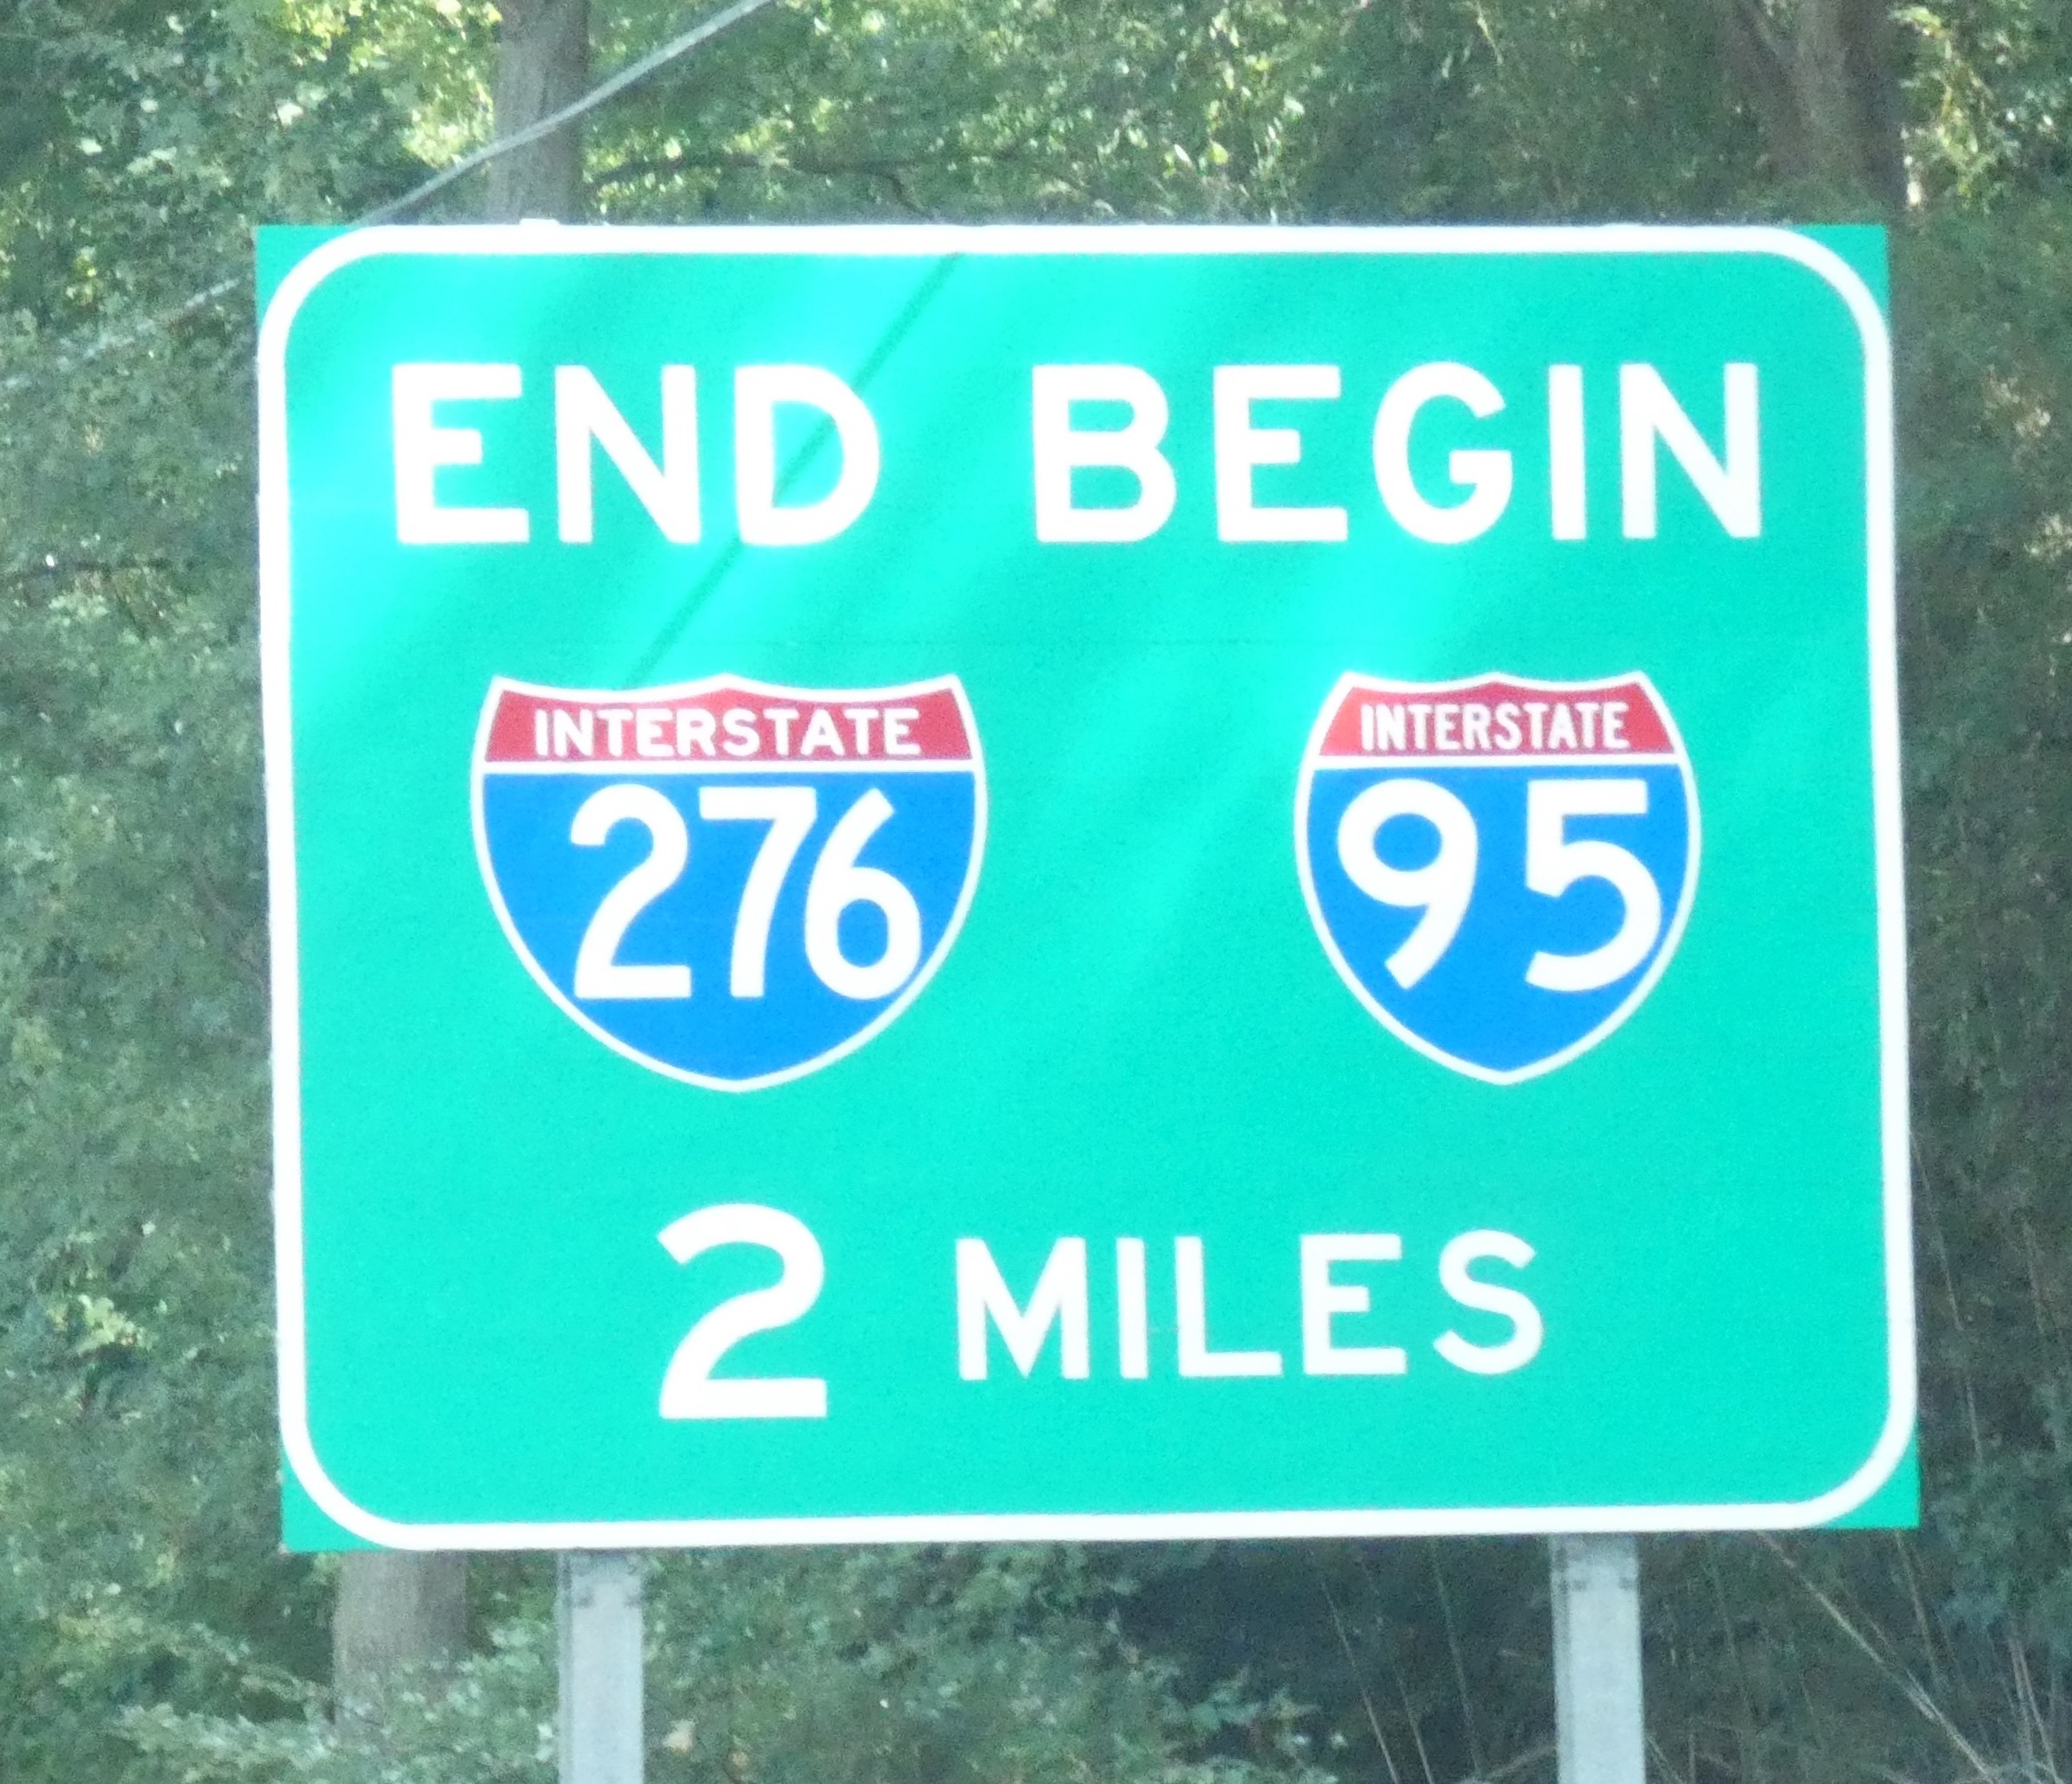 END BEGIN
INTERSTATE INTERSTATE
276 95
2 MILES